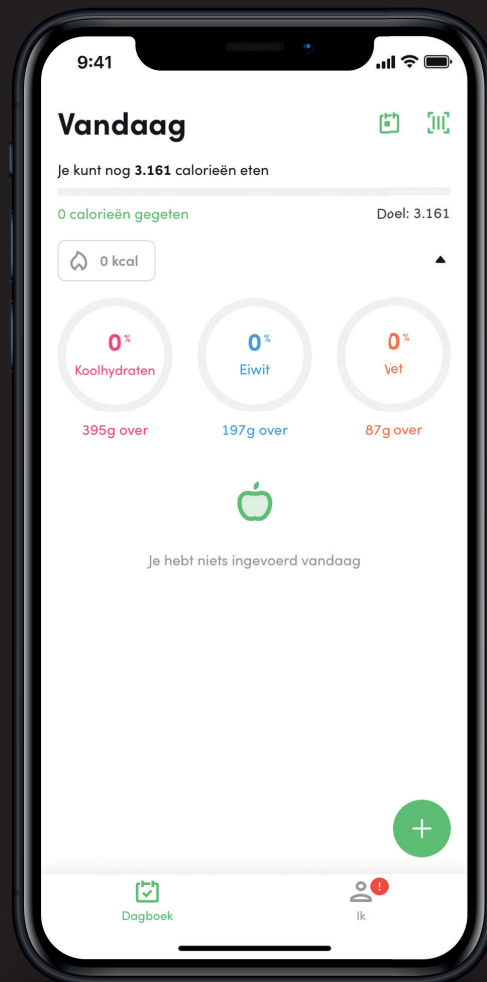 9:41
Vandaag
Je kunt nog 3.161 calorieën eten
0 calorieën gegeten
Doel: 3.161
0 kcal
0%
Koolhydraten
395g over
0%
Eiwit
197g over
0%
Vet
87g over
Je hebt niets ingevoerd vandaag
+
Dagboek
!
Ik